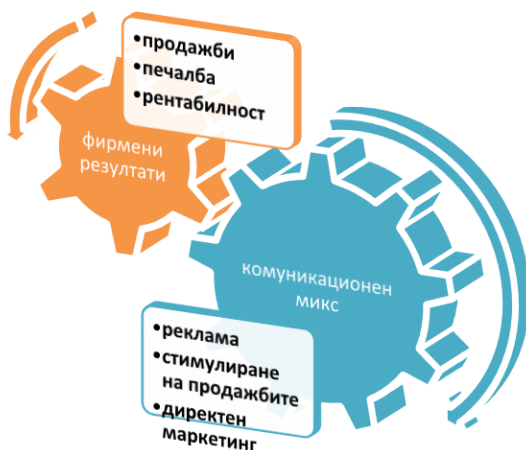 •продажби
•печалба
•рентабилност
фирмени
резултати
комуникационен
микс
•реклама
•стимулиране
на продажбите
•директен
маркетинг